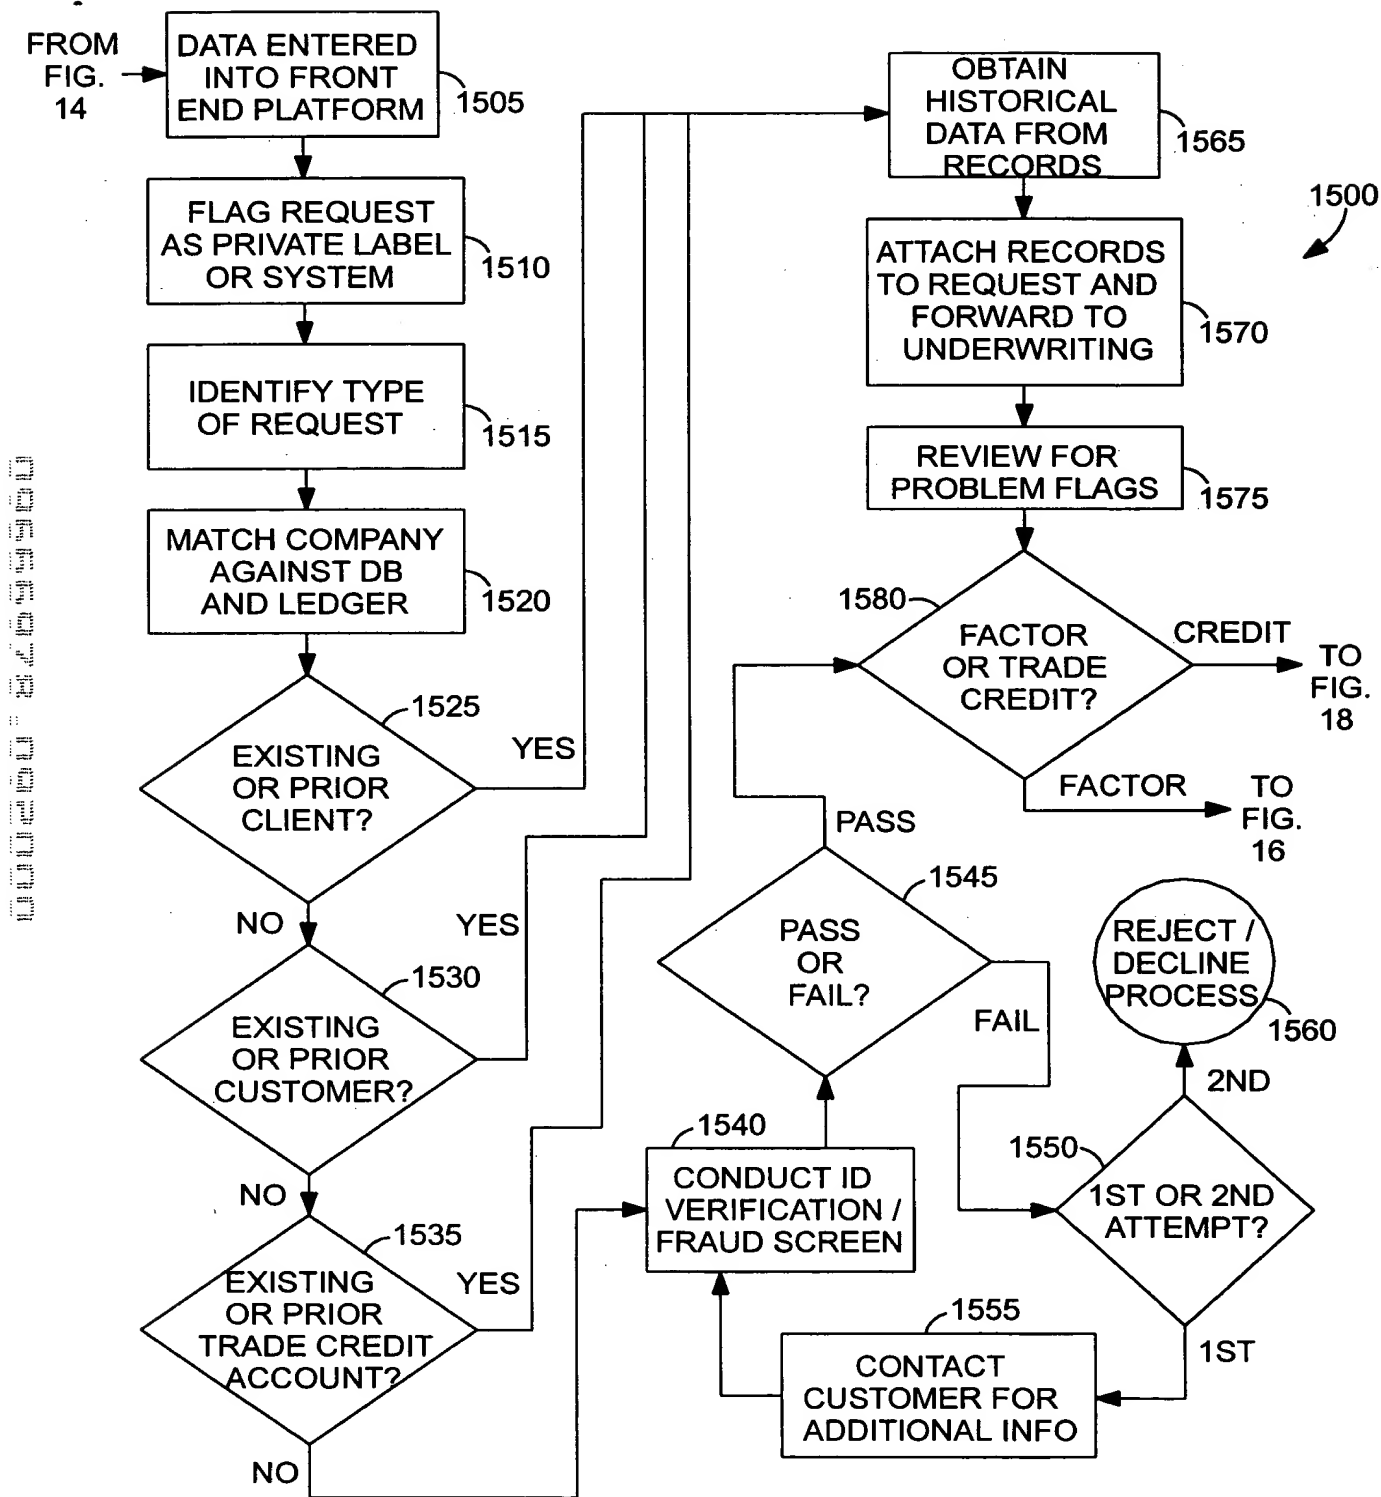 FROM
FIG.
14
DATA ENTERED
INTO FRONT
END PLATFORM
1505
FLAG REQUEST
AS PRIVATE LABEL
OR SYSTEM
1510
IDENTIFY TYPE
OF REQUEST
1515
MATCH COMPANY
AGAINST DB
AND LEDGER
1520
1525
EXISTING
OR PRIOR
CLIENT?
YES
NO
1530
EXISTING
OR PRIOR
CUSTOMER?
YES
NO
1535
EXISTING
OR PRIOR
TRADE CREDIT
ACCOUNT?
YES
NO
1540
CONDUCT ID
VERIFICATION /
FRAUD SCREEN
1545
PASS
OR
FAIL?
PASS
FAIL
1550
1ST OR 2ND
ATTEMPT?
2ND
1ST
1555
CONTACT
CUSTOMER FOR
ADDITIONAL INFO
REJECT /
DECLINE
PROCESS
1560
OBTAIN
HISTORICAL
DATA FROM
RECORDS
1565
1500
ATTACH RECORDS
TO REQUEST AND
FORWARD TO
UNDERWRITING
1570
REVIEW FOR
PROBLEM FLAGS
1575
1580
FACTOR
OR TRADE
CREDIT?
CREDIT
TO
FIG.
18
FACTOR
TO
FIG.
16